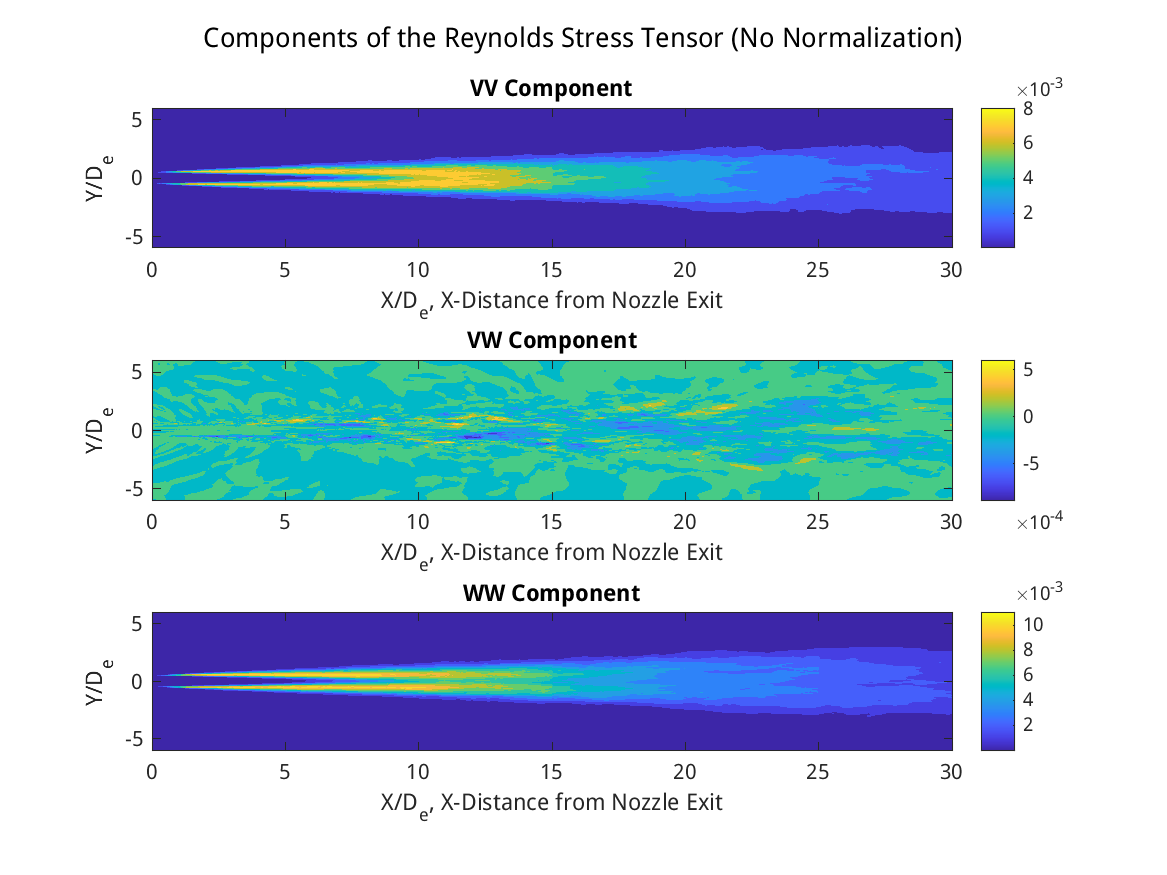 Components of the Reynolds Stress Tensor (No Normalization)
VV Component
×10-3
5
0
-5
Y/De
0 5 10 15 20 25 30
X/De, X-Distance from Nozzle Exit
8
6
4
2
VW Component
5
0
-5
Y/De
0 5 10 15 20 25 30
X/De, X-Distance from Nozzle Exit
5
0
-5
×10-4
WW Component
×10-3
5
0
-5
Y/De
0 5 10 15 20 25 30
X/De, X-Distance from Nozzle Exit
10
8
6
4
2